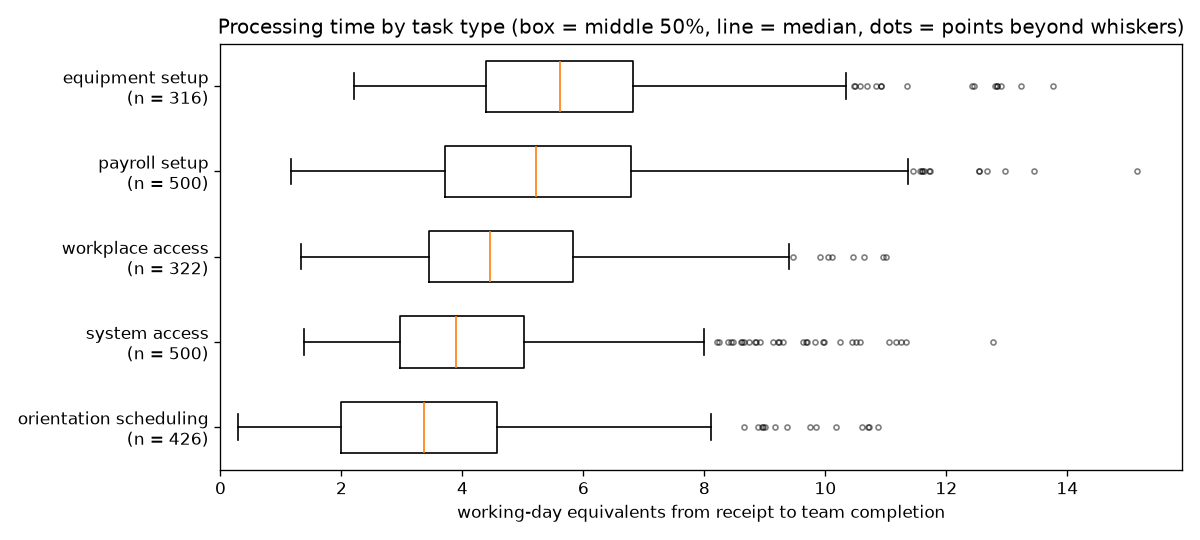 Processing time by task type (box = middle 50%, line = median, dots = points beyond whiskers)
equipment setup
(n = 316)
payroll setup
(n = 500)
workplace access
(n = 322)
system access
(n = 500)
orientation scheduling
(n = 426)
0 2 4 6 8 10 12 14
working-day equivalents from receipt to team completion